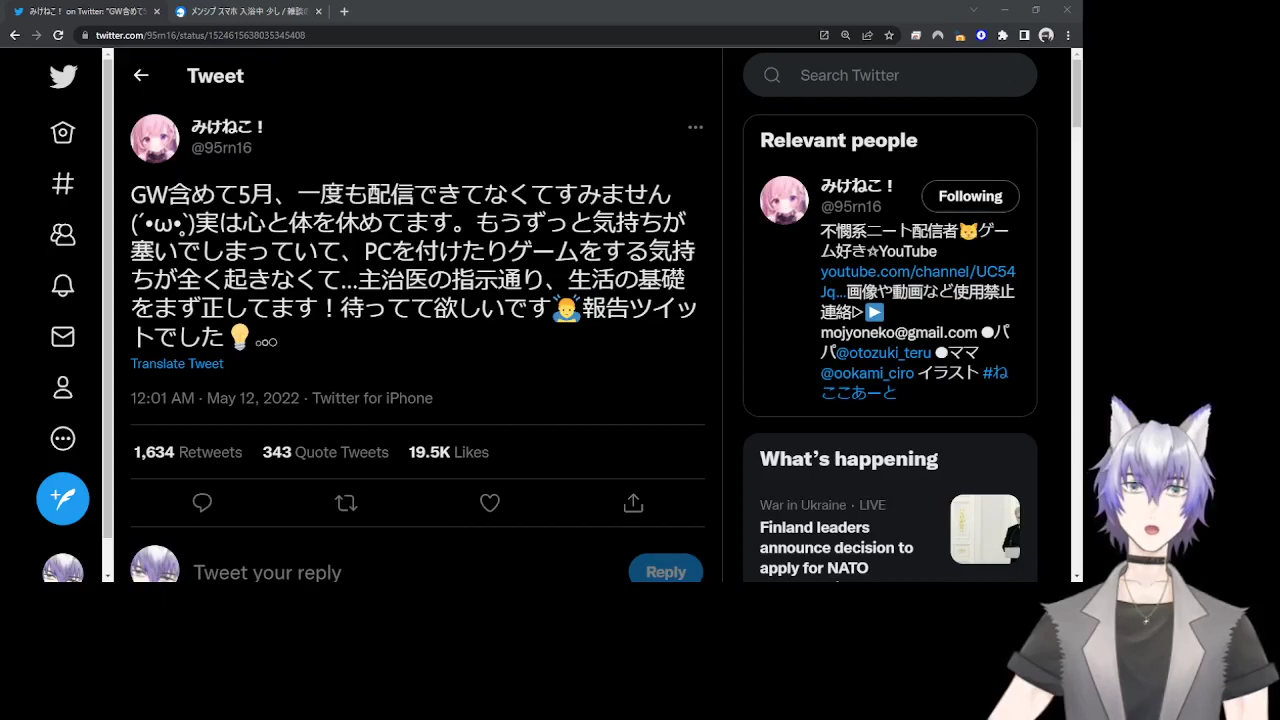 みけねこ！ on Twitter: "GW含めて5
メンシプ スマホ 入浴中 少し / 雑談の
twitter.com/95rn16/status/1524615638035345408
Tweet
みけねこ！
@95rn16
GW含めて5月、一度も配信できてなくてすみません
(´•ω•̥`)実は心と体を休めてます。もうずっと気持ちが
塞いでしまっていて、PCを付けたりゲームをする気持
ちが全く起きなくて...主治医の指示通り、生活の基礎
をまず正してます！待ってて欲しいです🙇報告ツイッ
トでした💡ₒₒₒ
Translate Tweet
12:01 AM · May 12, 2022 · Twitter for iPhone
1,634 Retweets 343 Quote Tweets 19.5K Likes
Tweet your reply
Reply
Search Twitter
Relevant people
みけねこ！
@95rn16
Following
不憫系ニート配信者🐱ゲー
ム好き☆YouTube
youtube.com/channel/UC54
Jq...画像や動画など使用禁止
連絡▷▶
mojyoneko@gmail.com ●パ
パ@otozuki_teru ●ママ
@ookami_ciro イラスト #ね
ここあーと
What's happening
War in Ukraine · LIVE
Finland leaders
announce decision to
apply for NATO